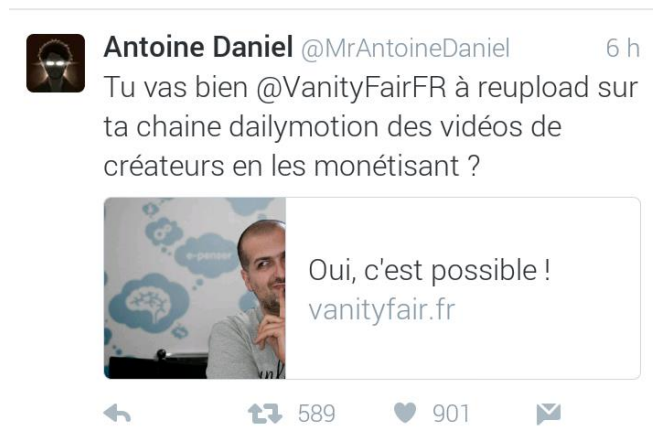 Antoine Daniel @MrAntoineDaniel 6 h
Tu vas bien @VanityFairFR à reupload sur
ta chaine dailymotion des vidéos de
créateurs en les monétisant ?
e-penser
Oui, c'est possible !
vanityfair.fr
589 901